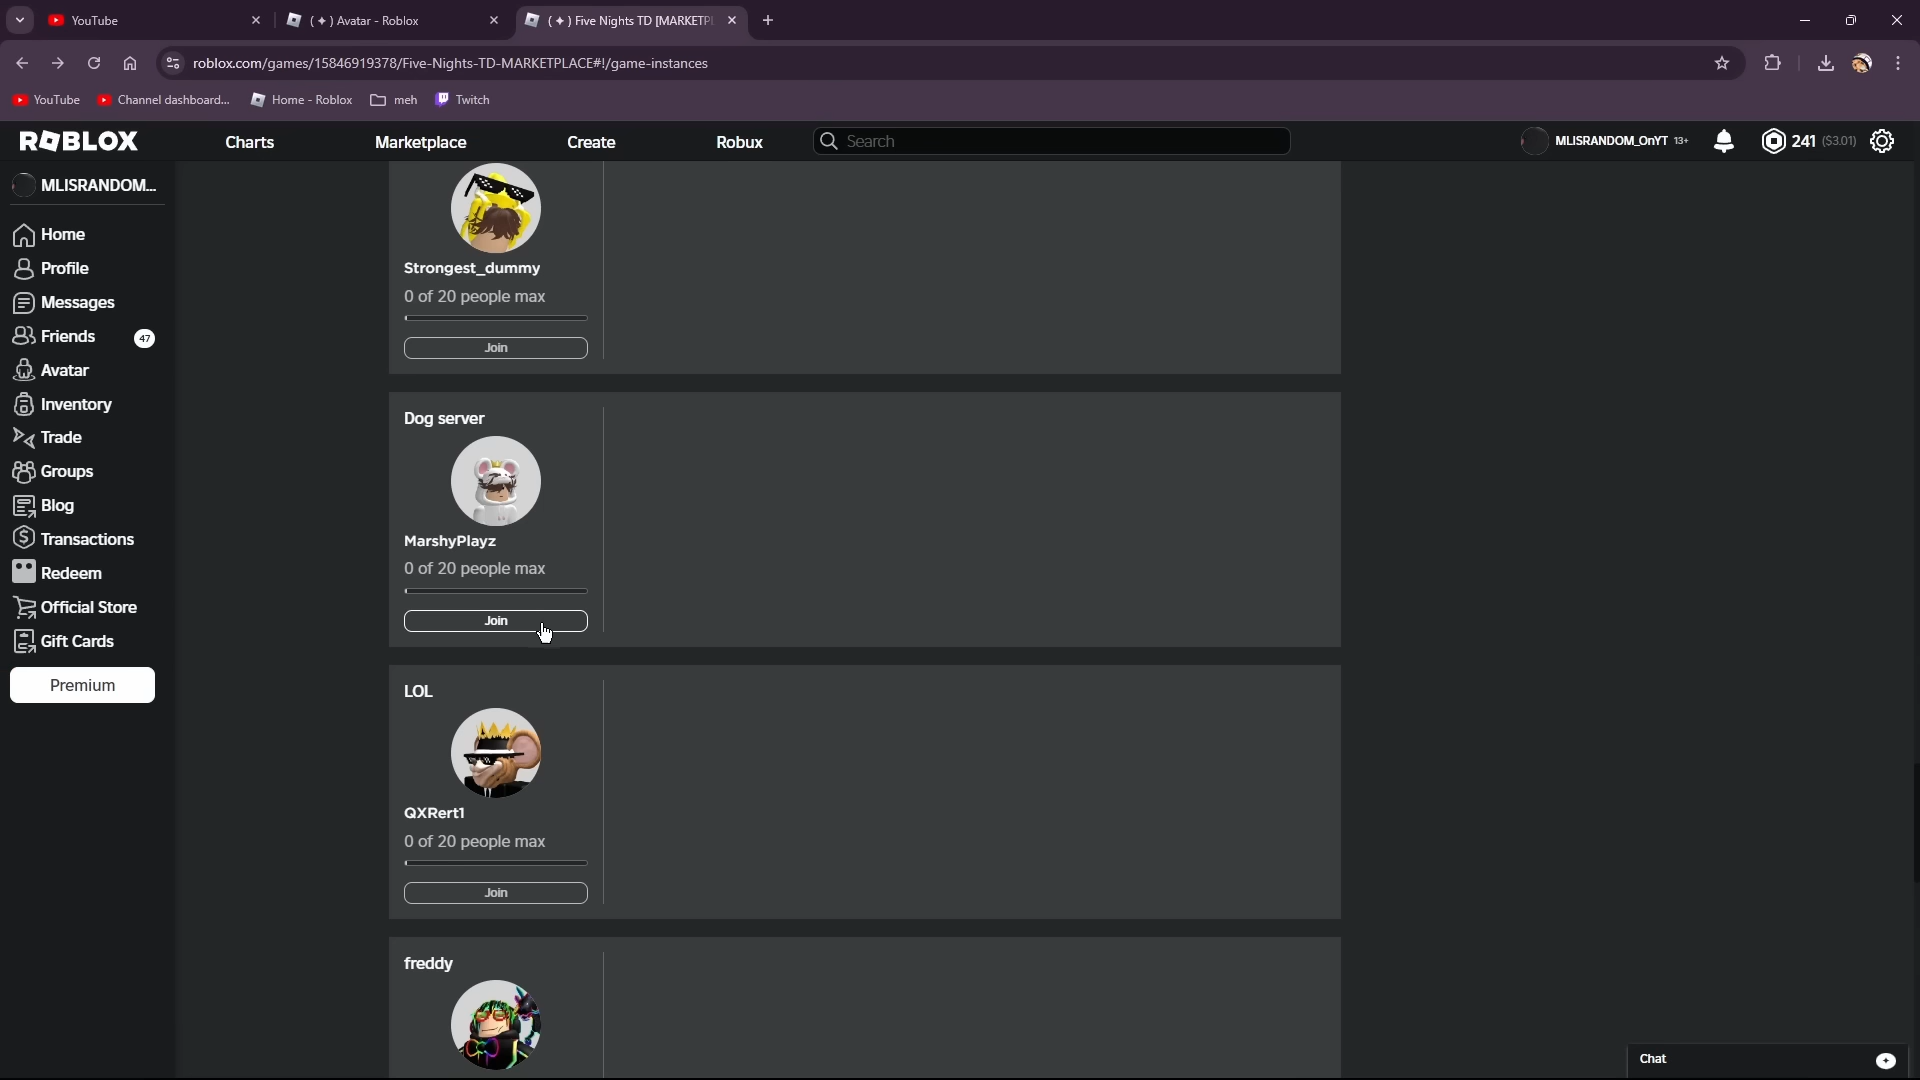 YouTube
( ✦ ) Avatar - Roblox
( ✦ ) Five Nights TD [MARKETPL
roblox.com/games/15846919378/Five-Nights-TD-MARKETPLACE#!/game-instances
YouTube
Channel dashboard...
Home - Roblox
meh
Twitch
ROBLOX
Charts
Marketplace
Create
Robux
Search
MLISRANDOM_OnYT 13+
241 ($3.01)
MLISRANDOM...
Home
Profile
Messages
Friends 47
Avatar
Inventory
Trade
Groups
Blog
Transactions
Redeem
Official Store
Gift Cards
Premium
Strongest_dummy
0 of 20 people max
Join
Dog server
MarshyPlayz
0 of 20 people max
Join
LOL
QXRert1
0 of 20 people max
Join
freddy
Chat